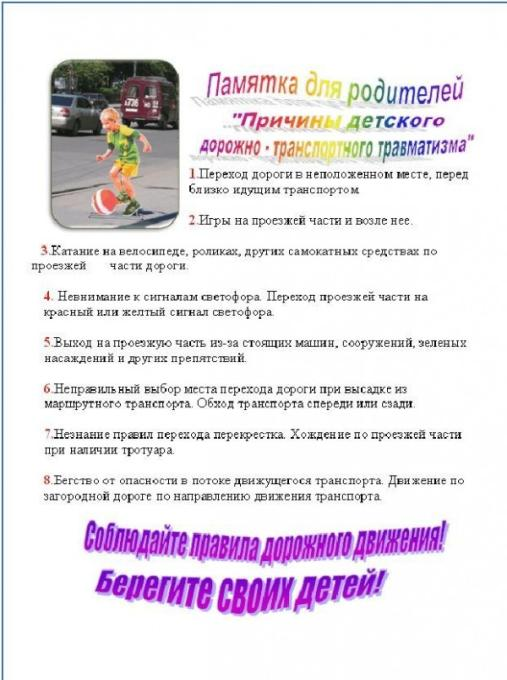 Памятка для родителей
"Причины детского
дорожно - транспортного травматизма"
1.Переход дороги в неположенном месте, перед
близко идущим транспортом
2.Игры на проезжей части и возле нее.
3.Катание на велосипеде, роликах, других самокатных средствах по
проезжей части дороги.
4. Невнимание к сигналам светофора. Переход проезжей части на
красный или желтый сигнал светофора.
5.Выход на проезжую часть из-за стоящих машин, сооружений, зеленых
насаждений и других препятствий.
6.Неправильный выбор места перехода дороги при высадке из
маршрутного транспорта. Обход транспорта спереди или сзади.
7.Незнание правил перехода перекрестка. Хождение по проезжей части
при наличии тротуара.
8.Бегство от опасности в потоке движущегося транспорта. Движение по
загородной дороге по направлению движения транспорта.
Соблюдайте правила дорожного движения!
Берегите СВОИХ детей!